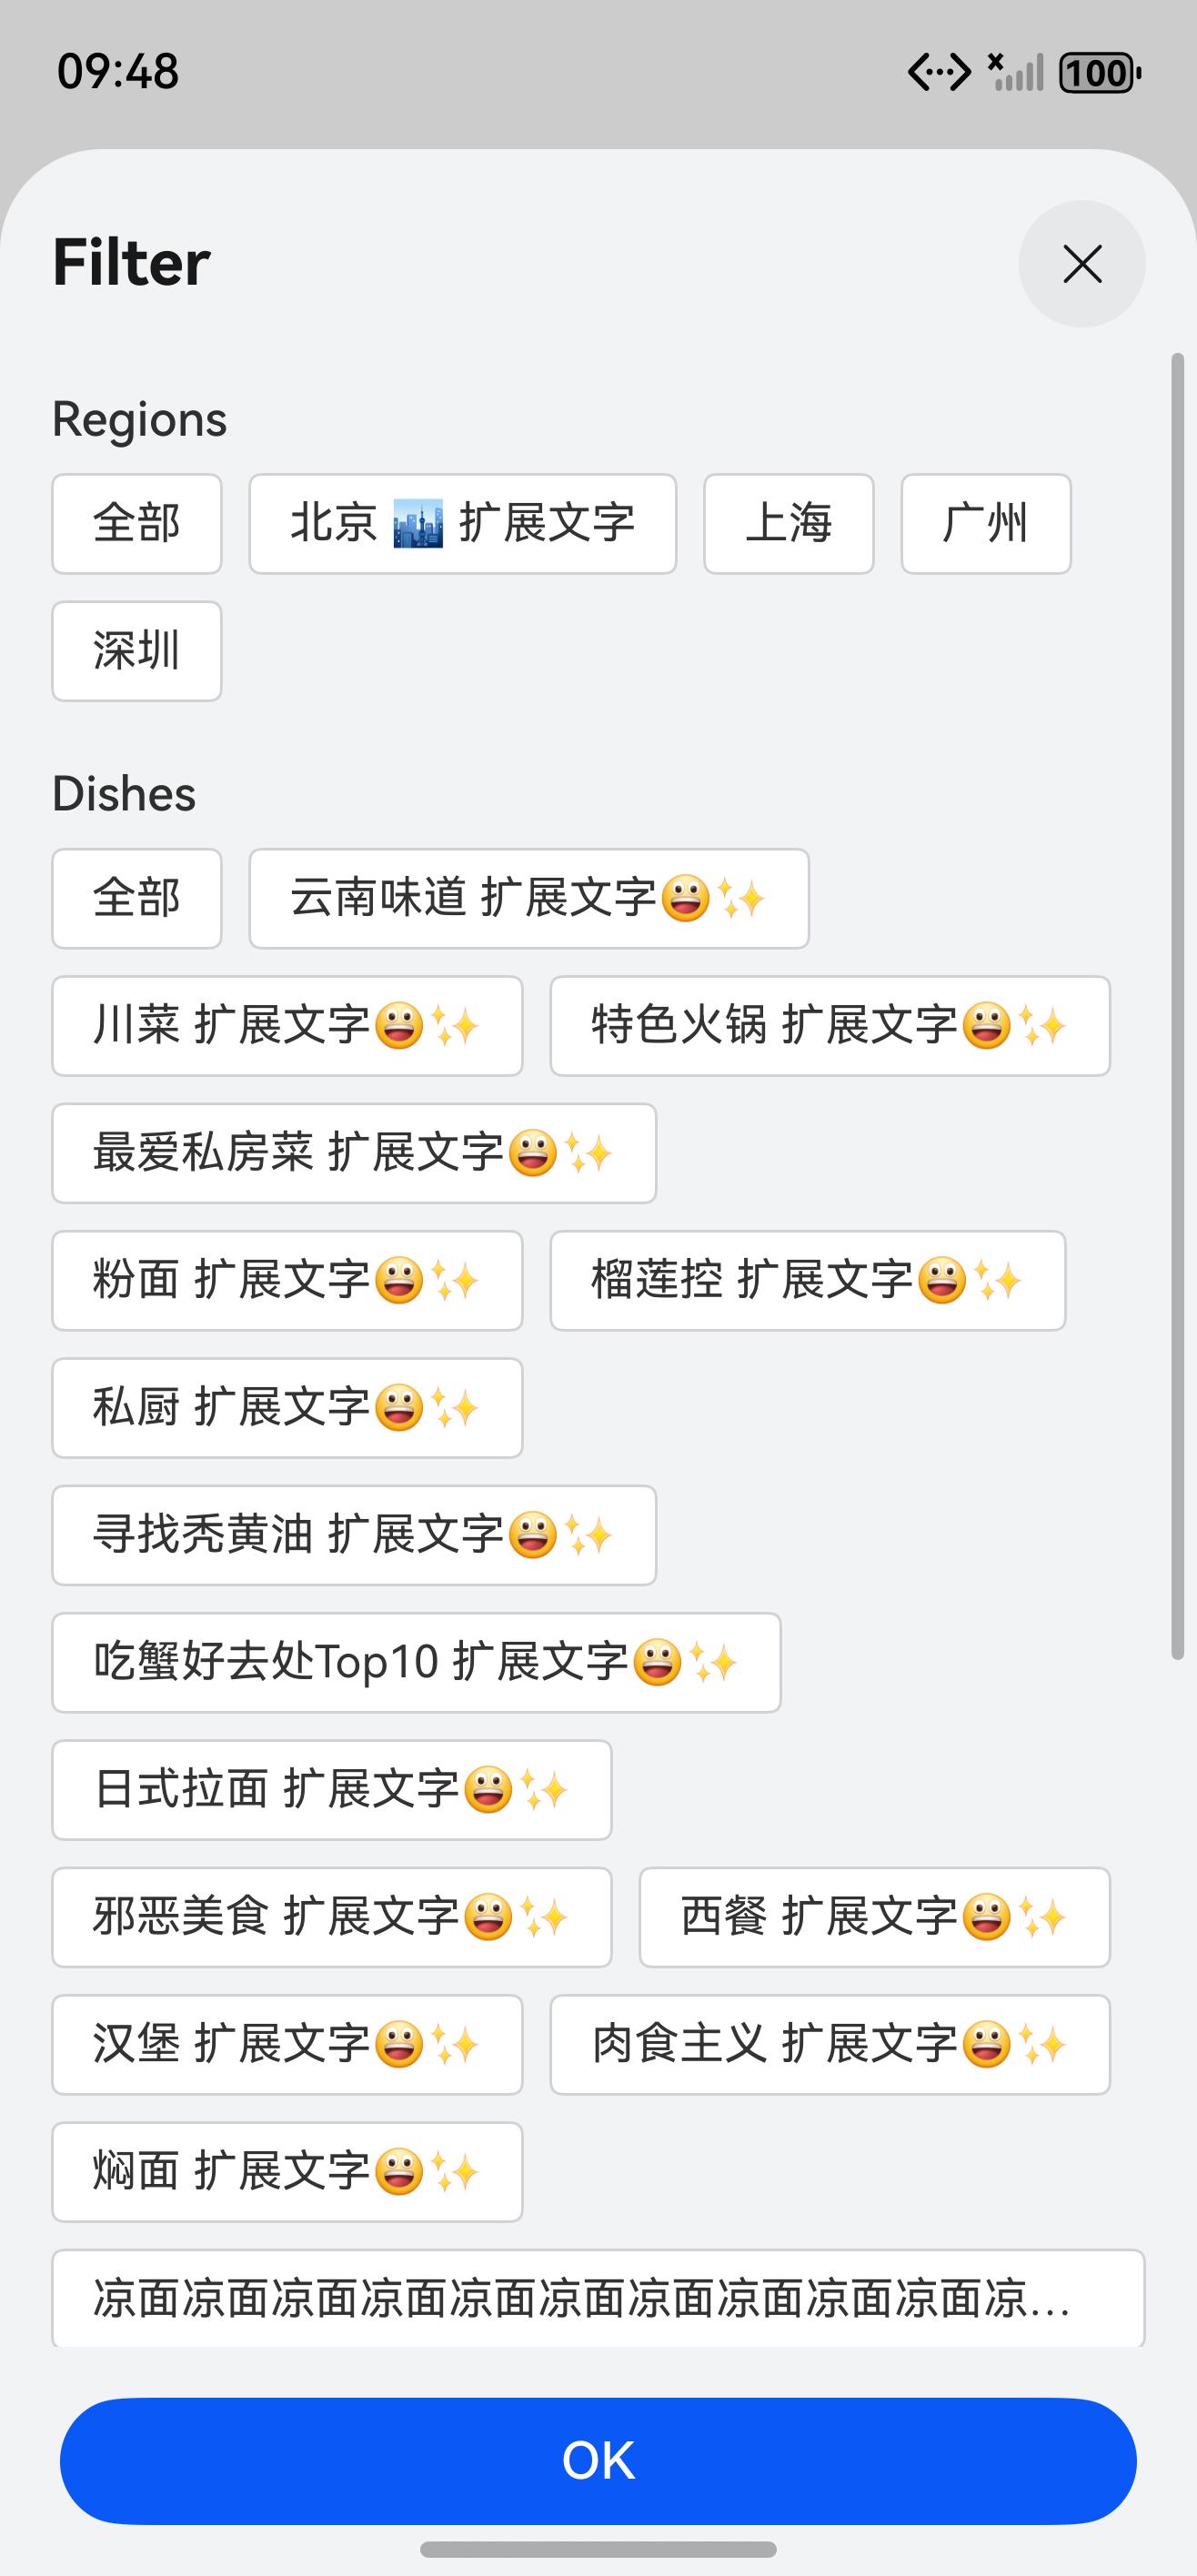 09:48
100
Filter
Regions
全部 北京 🏙️ 扩展文字 上海 广州
深圳
Dishes
全部 云南味道 扩展文字😀✨
川菜 扩展文字😀✨ 特色火锅 扩展文字😀✨
最爱私房菜 扩展文字😀✨
粉面 扩展文字😀✨ 榴莲控 扩展文字😀✨
私厨 扩展文字😀✨
寻找秃黄油 扩展文字😀✨
吃蟹好去处Top10 扩展文字😀✨
日式拉面 扩展文字😀✨
邪恶美食 扩展文字😀✨ 西餐 扩展文字😀✨
汉堡 扩展文字😀✨ 肉食主义 扩展文字😀✨
焖面 扩展文字😀✨
凉面凉面凉面凉面凉面凉面凉面凉面凉面凉面凉...
OK